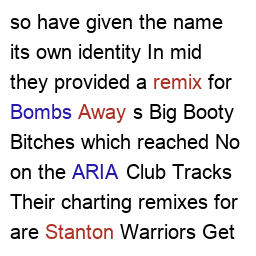 so have given the name
its own identity In mid
they provided a remix for
Bombs Away s Big Booty
Bitches which reached No
on the ARIA Club Tracks
Their charting remixes for
are Stanton Warriors Get